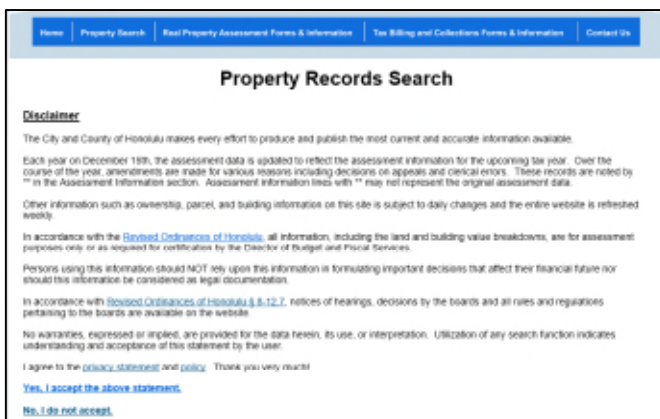 Home Property Search Real Property Assessment Forms & Information Tax Billing and Collections Forms & Information Contact Us
Property Records Search
Disclaimer
The City and County of Honolulu makes every effort to produce and publish the most current and accurate information available.
Each year on December 15th, the assessment data is updated to reflect the assessment information for the upcoming tax year. Over the
course of the year, amendments are made for various reasons including decisions on appeals and clerical errors. These records are noted by
"*" in the Assessment Information section. Assessment information lines with "*" may not represent the original assessment data.
Other information such as ownership, parcel, and building information on this site is subject to daily changes and the entire website is refreshed
weekly.
In accordance with the Revised Ordinances of Honolulu, all information, including the land and building value breakdowns, are for assessment
purposes only or as required for certification by the Director of Budget and Fiscal Services.
Persons using this information should NOT rely upon this information in formulating important decisions that affect their financial future nor
should this information be considered as legal documentation.
In accordance with Revised Ordinances of Honolulu § 8-12.7, notices of hearings, decisions by the boards and all rules and regulations
pertaining to the boards are available on the website.
No warranties, expressed or implied, are provided for the data herein, its use, or interpretation. Utilization of any search function indicates
understanding and acceptance of this statement by the user.
I agree to the privacy statement and policy. Thank you very much!
Yes, I accept the above statement.
No, I do not accept.